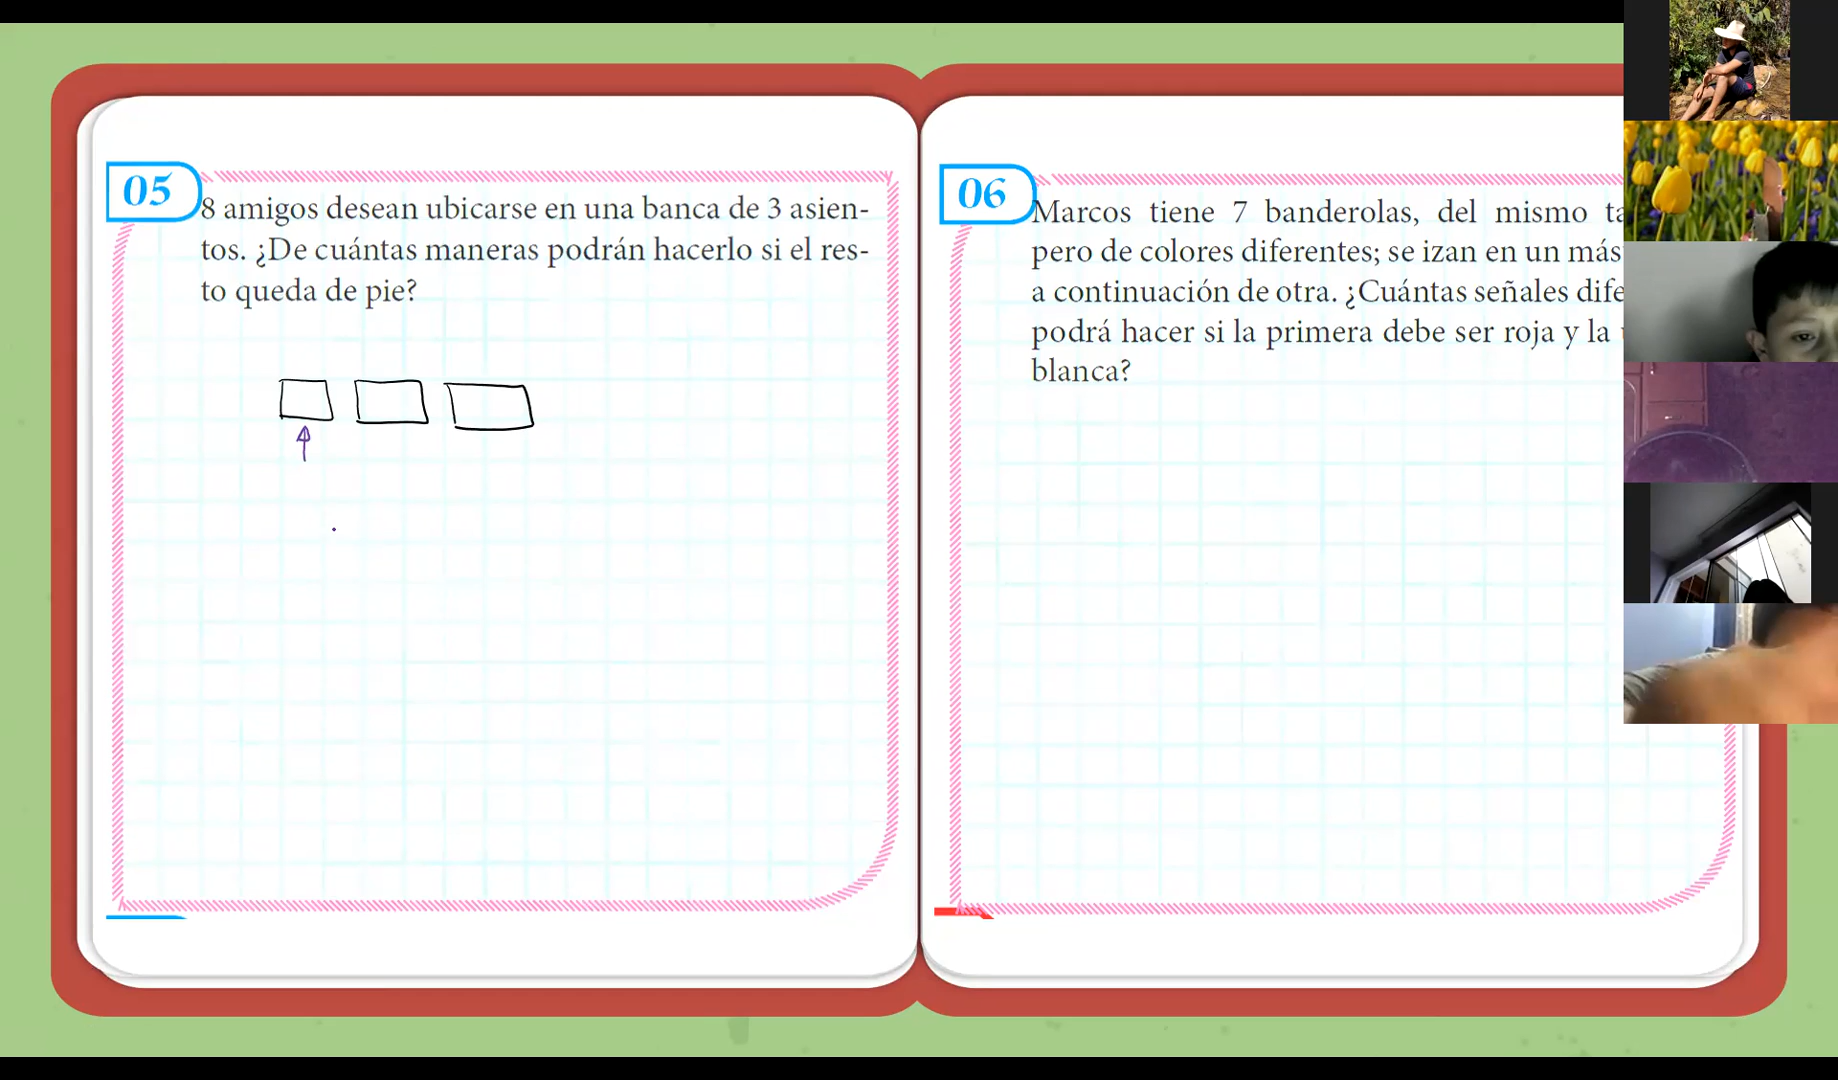 05
8 amigos desean ubicarse en una banca de 3 asien-
tos. ¿De cuántas maneras podrán hacerlo si el res-
to queda de pie?
06
Marcos tiene 7 banderolas, del mismo
pero de colores diferentes; se izan en un
a continuación de otra. ¿Cuántas señales
podrá hacer si la primera debe ser roja y la
blanca?